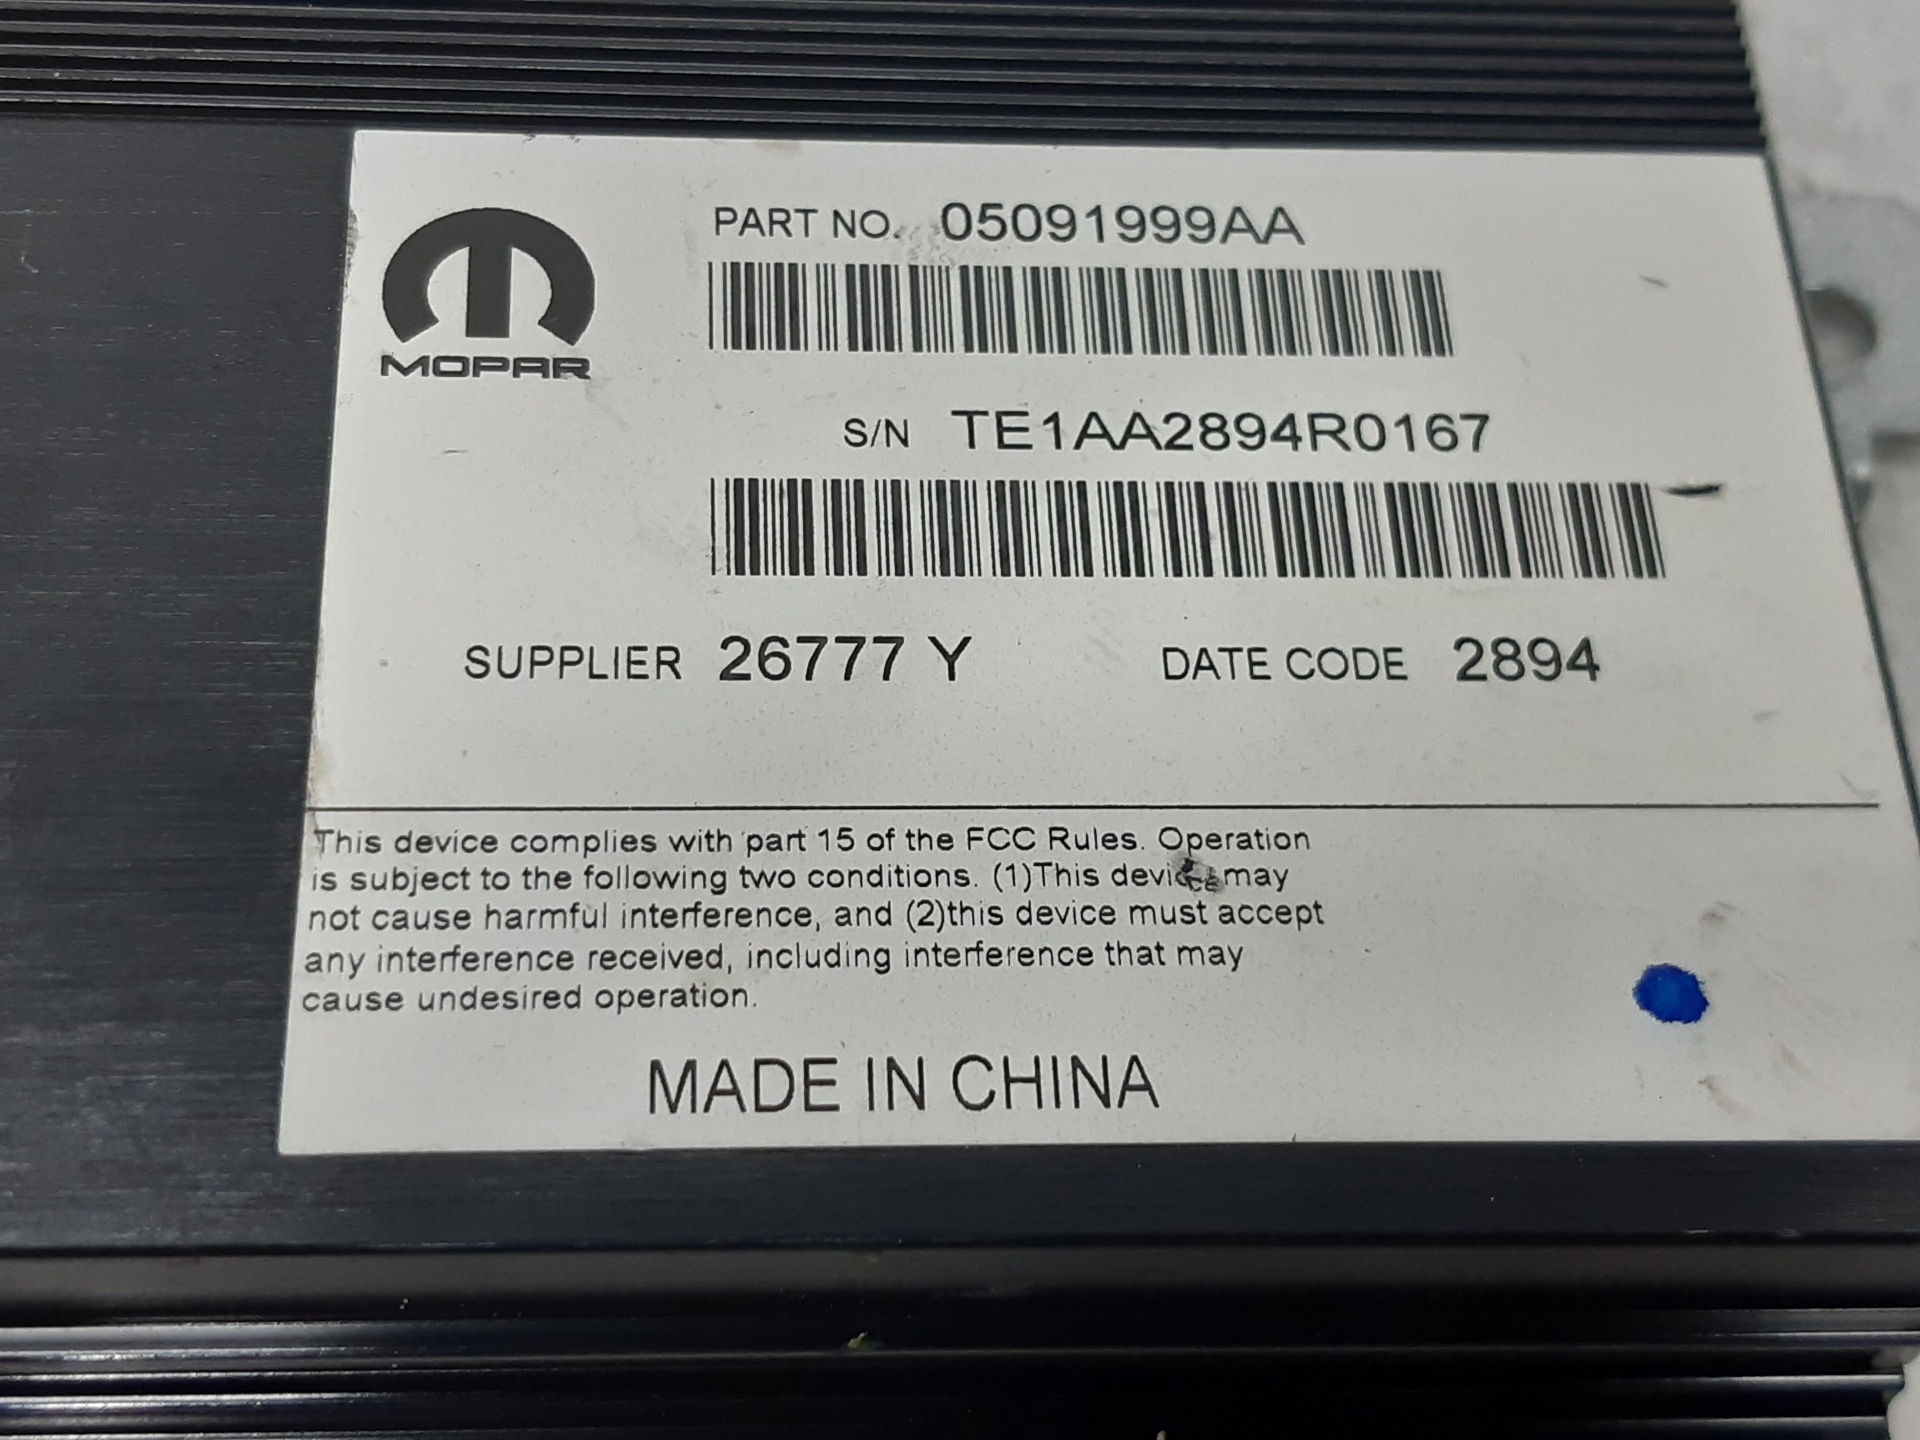 MOPAR
PART NO. 05091999AA
S/N TE1AA2894R0167
SUPPLIER 26777 Y DATE CODE 2894
This device complies with part 15 of the FCC Rules. Operation
is subject to the following two conditions. (1)This device may
not cause harmful interference, and (2)this device must accept
any interference received, including interference that may
cause undesired operation.
MADE IN CHINA